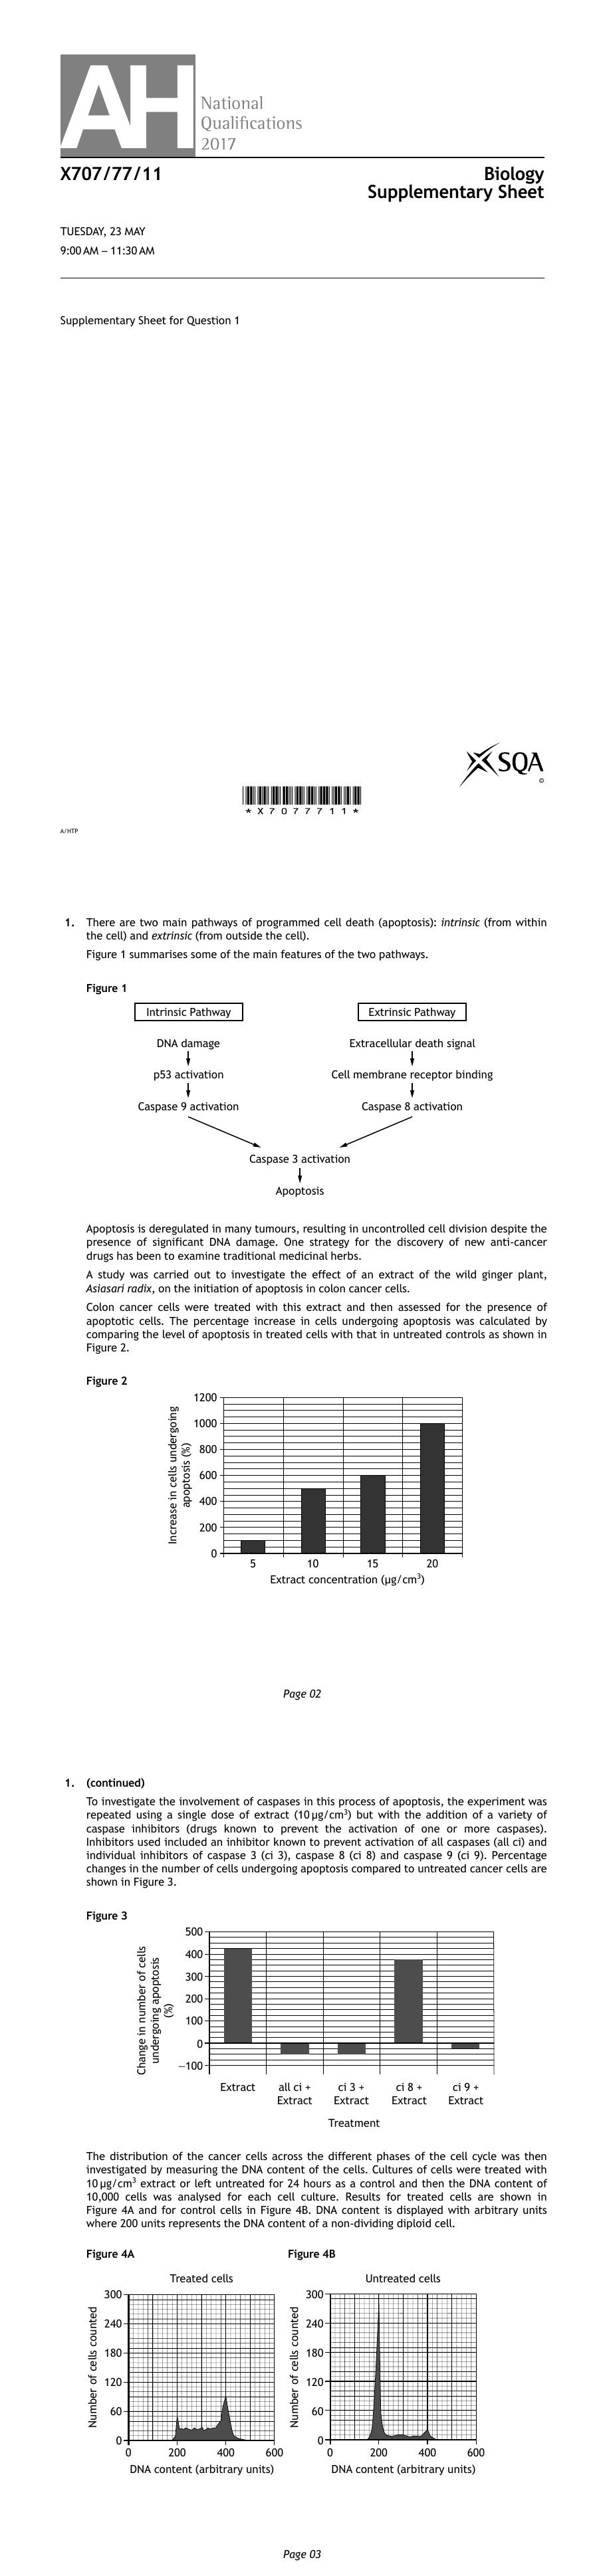 AH
National
Qualifications
2017
X707/77/11
Biology
Supplementary Sheet
TUESDAY, 23 MAY
9:00 AM – 11:30 AM
Supplementary Sheet for Question 1
SQA
©
*X7077711*
A/HTP
1. There are two main pathways of programmed cell death (apoptosis): intrinsic (from within
the cell) and extrinsic (from outside the cell).
Figure 1 summarises some of the main features of the two pathways.
Figure 1
Intrinsic Pathway
Extrinsic Pathway
DNA damage
Extracellular death signal
p53 activation
Cell membrane receptor binding
Caspase 9 activation
Caspase 8 activation
Caspase 3 activation
Apoptosis
Apoptosis is deregulated in many tumours, resulting in uncontrolled cell division despite the
presence of significant DNA damage. One strategy for the discovery of new anti-cancer
drugs has been to examine traditional medicinal herbs.
A study was carried out to investigate the effect of an extract of the wild ginger plant,
Asiasari radix, on the initiation of apoptosis in colon cancer cells.
Colon cancer cells were treated with this extract and then assessed for the presence of
apoptotic cells. The percentage increase in cells undergoing apoptosis was calculated by
comparing the level of apoptosis in treated cells with that in untreated controls as shown in
Figure 2.
Figure 2
Increase in cells undergoing
apoptosis (%)
1200
1000
800
600
400
200
0
5 10 15 20
Extract concentration (µg/cm³)
Page 02
1. (continued)
To investigate the involvement of caspases in this process of apoptosis, the experiment was
repeated using a single dose of extract (10 µg/cm³) but with the addition of a variety of
caspase inhibitors (drugs known to prevent the activation of one or more caspases).
Inhibitors used included an inhibitor known to prevent activation of all caspases (all ci) and
individual inhibitors of caspase 3 (ci 3), caspase 8 (ci 8) and caspase 9 (ci 9). Percentage
changes in the number of cells undergoing apoptosis compared to untreated cancer cells are
shown in Figure 3.
Figure 3
Change in number of cells
undergoing apoptosis
(%)
500
400
300
200
100
0
−100
Extract all ci + ci 3 + ci 8 + ci 9 +
Extract Extract Extract Extract
Treatment
The distribution of the cancer cells across the different phases of the cell cycle was then
investigated by measuring the DNA content of the cells. Cultures of cells were treated with
10 µg/cm³ extract or left untreated for 24 hours as a control and then the DNA content of
10,000 cells was analysed for each cell culture. Results for treated cells are shown in
Figure 4A and for control cells in Figure 4B. DNA content is displayed with arbitrary units
where 200 units represents the DNA content of a non-dividing diploid cell.
Figure 4A
Figure 4B
Treated cells
Number of cells counted
300
240
180
120
60
0
0 200 400 600
DNA content (arbitrary units)
Untreated cells
Number of cells counted
300
240
180
120
60
0
0 200 400 600
DNA content (arbitrary units)
Page 03